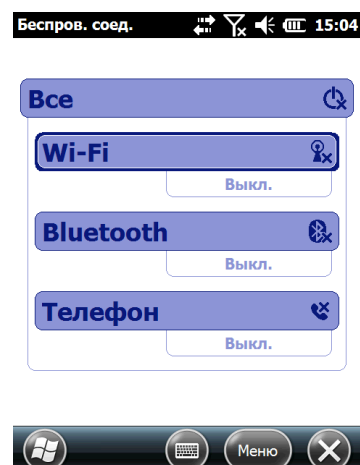 Беспров. соед. 15:04
Все
Wi-Fi
Выкл.
Bluetooth
Выкл.
Телефон
Выкл.
Меню